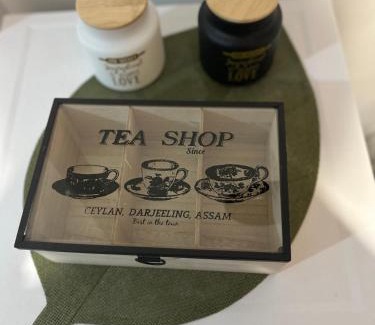 LOVE
LOVE
TEA SHOP
Since
CEYLAN, DARJEELING, ASSAM
Best in the town